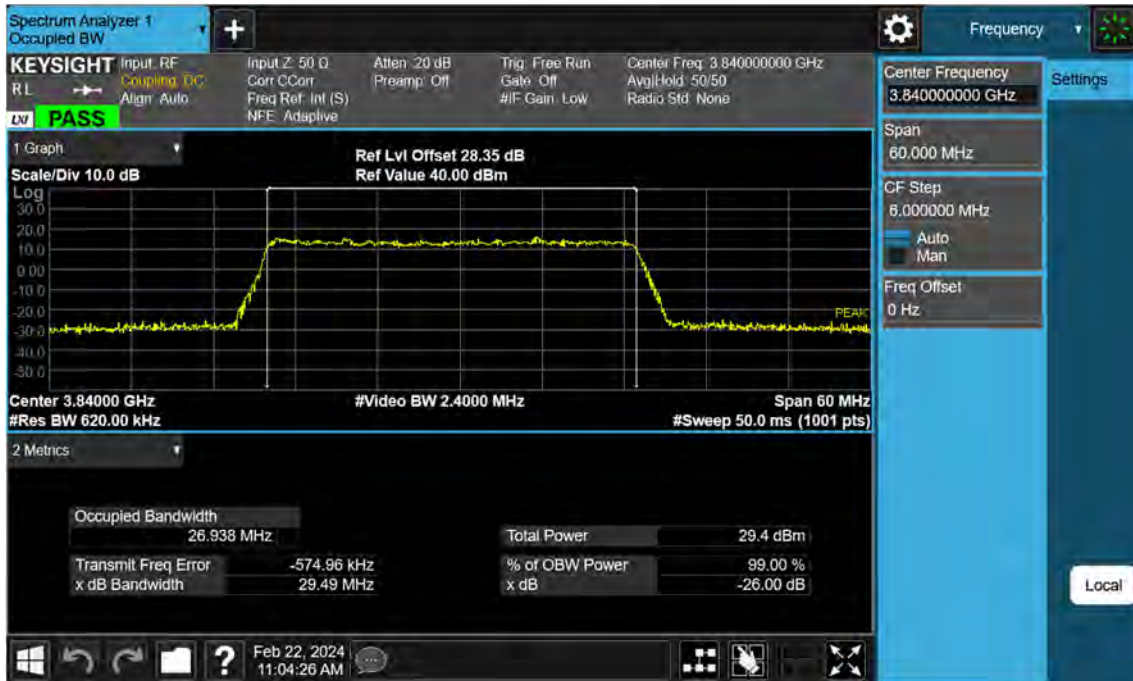 Spectrum Analyzer 1
Occupied BW
+
Frequency
KEYSIGHT
RL
LXI
PASS
Input: RF
Coupling: DC
Align: Auto
Input Z: 50 Ω
Corr CCorr
Freq Ref: Int (S)
NFE: Adaptive
Atten: 20 dB
Preamp: Off
Trig: Free Run
Gate: Off
#IF Gain: Low
Center Freq: 3.840000000 GHz
Avg|Hold: 50/50
Radio Std: None
Center Frequency
3.840000000 GHz
Settings
Span
60.000 MHz
CF Step
6.000000 MHz
Auto
Man
Freq Offset
0 Hz
1 Graph
Scale/Div 10.0 dB
Ref Lvl Offset 28.35 dB
Ref Value 40.00 dBm
Log
30.0
20.0
10.0
0.00
-10.0
-20.0
-30.0
-40.0
-50.0
PEAK
Center 3.84000 GHz
#Video BW 2.4000 MHz
Span 60 MHz
#Res BW 620.00 kHz
#Sweep 50.0 ms (1001 pts)
2 Metrics
Occupied Bandwidth
26.938 MHz
Transmit Freq Error -574.96 kHz
x dB Bandwidth 29.49 MHz
Total Power 29.4 dBm
% of OBW Power 99.00 %
x dB -26.00 dB
Local
?
Feb 22, 2024
11:04:26 AM